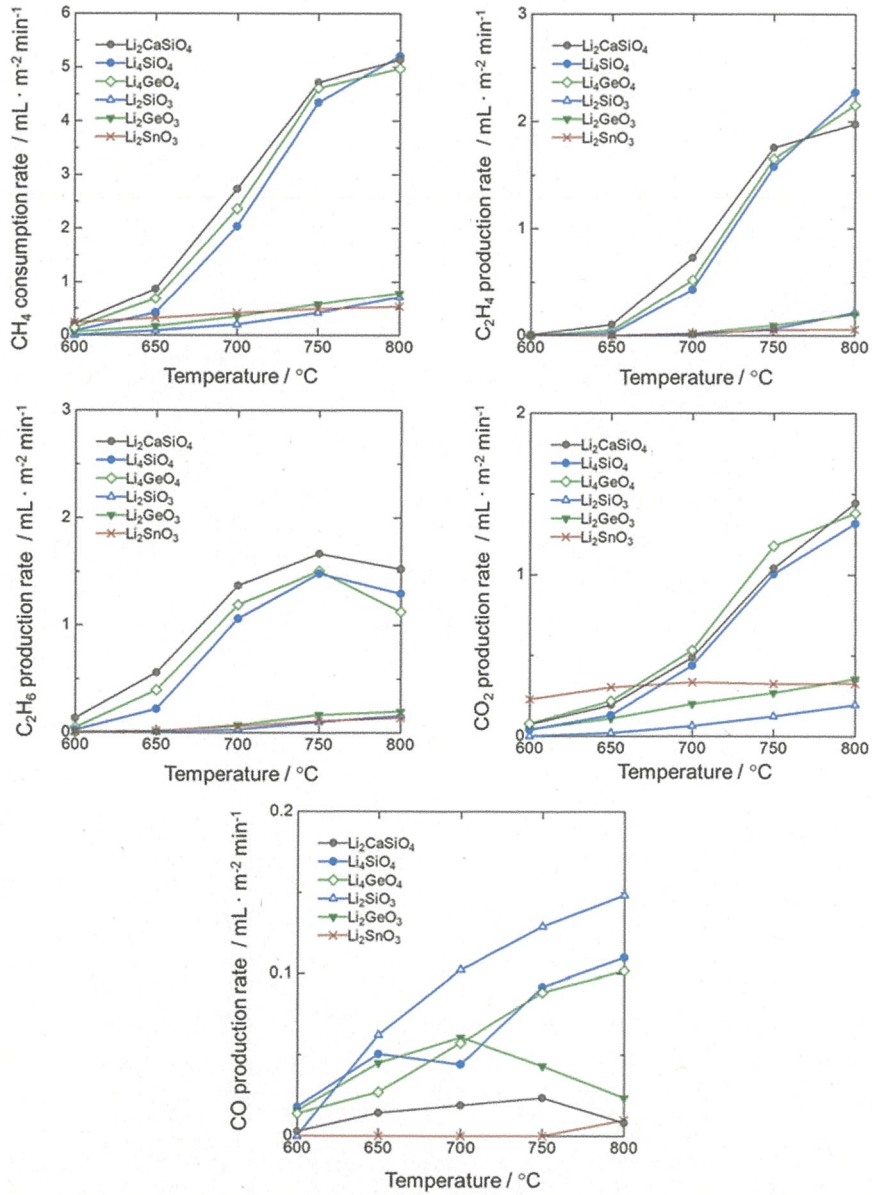 CH₄ consumption rate / mL · m⁻² min⁻¹
6
5
4
3
2
1
0
Li₂CaSiO₄
Li₄SiO₄
Li₄GeO₄
Li₂SiO₃
Li₂GeO₃
Li₂SnO₃
600 650 700 750 800
Temperature / °C
C₂H₄ production rate / mL · m⁻² min⁻¹
3
2
1
0
Li₂CaSiO₄
Li₄SiO₄
Li₄GeO₄
Li₂SiO₃
Li₂GeO₃
Li₂SnO₃
600 650 700 750 800
Temperature / °C
C₂H₆ production rate / mL · m⁻² min⁻¹
3
2
1
0
Li₂CaSiO₄
Li₄SiO₄
Li₄GeO₄
Li₂SiO₃
Li₂GeO₃
Li₂SnO₃
600 650 700 750 800
Temperature / °C
CO₂ production rate / mL · m⁻² min⁻¹
2
1
0
Li₂CaSiO₄
Li₄SiO₄
Li₄GeO₄
Li₂SiO₃
Li₂GeO₃
Li₂SnO₃
600 650 700 750 800
Temperature / °C
CO production rate / mL · m⁻² min⁻¹
0.2
0.1
0
Li₂CaSiO₄
Li₄SiO₄
Li₄GeO₄
Li₂SiO₃
Li₂GeO₃
Li₂SnO₃
600 650 700 750 800
Temperature / °C